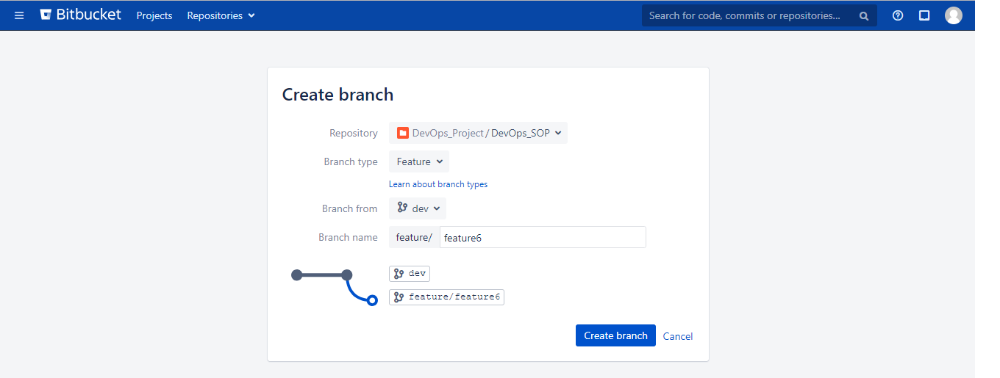 Bitbucket Projects Repositories Search for code, commits or repositories...
Create branch
Repository DevOps_Project / DevOps_SOP
Branch type Feature
Learn about branch types
Branch from dev
Branch name feature/ feature6
dev
feature/feature6
Create branch Cancel